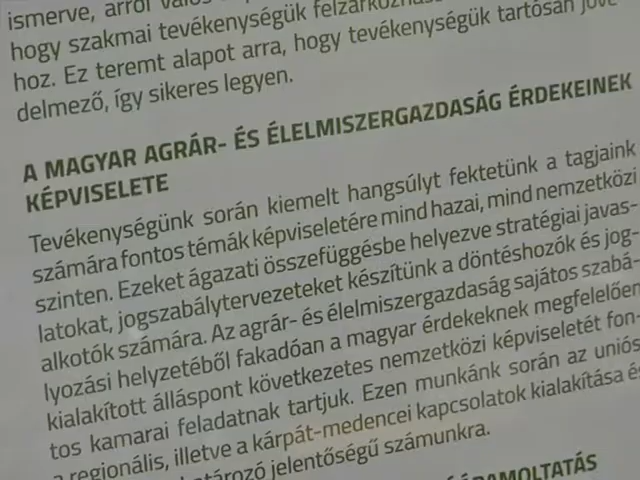 ismerve, arról
hogy szakmai tevékenységük felzárkózhass
hoz. Ez teremt alapot arra, hogy tevékenységük tartósan jöve
delmező, így sikeres legyen.
A MAGYAR AGRÁR- ÉS ÉLELMISZERGAZDASÁG ÉRDEKEINEK
KÉPVISELETE
Tevékenységünk során kiemelt hangsúlyt fektetünk a tagjaink
számára fontos témák képviseletére mind hazai, mind nemzetközi
szinten. Ezeket ágazati összefüggésbe helyezve stratégiai javas-
latokat, jogszabálytervezeteket készítünk a döntéshozók és jog-
alkotók számára. Az agrár- és élelmiszergazdaság sajátos szabá-
lyozási helyzetéből fakadóan a magyar érdekeknek megfelelően
kialakított álláspont következetes nemzetközi képviseletét fon-
tos kamarai feladatnak tartjuk. Ezen munkánk során az uniós
a regionális, illetve a kárpát-medencei kapcsolatok kialakítása és
jelentőségű számunkra.